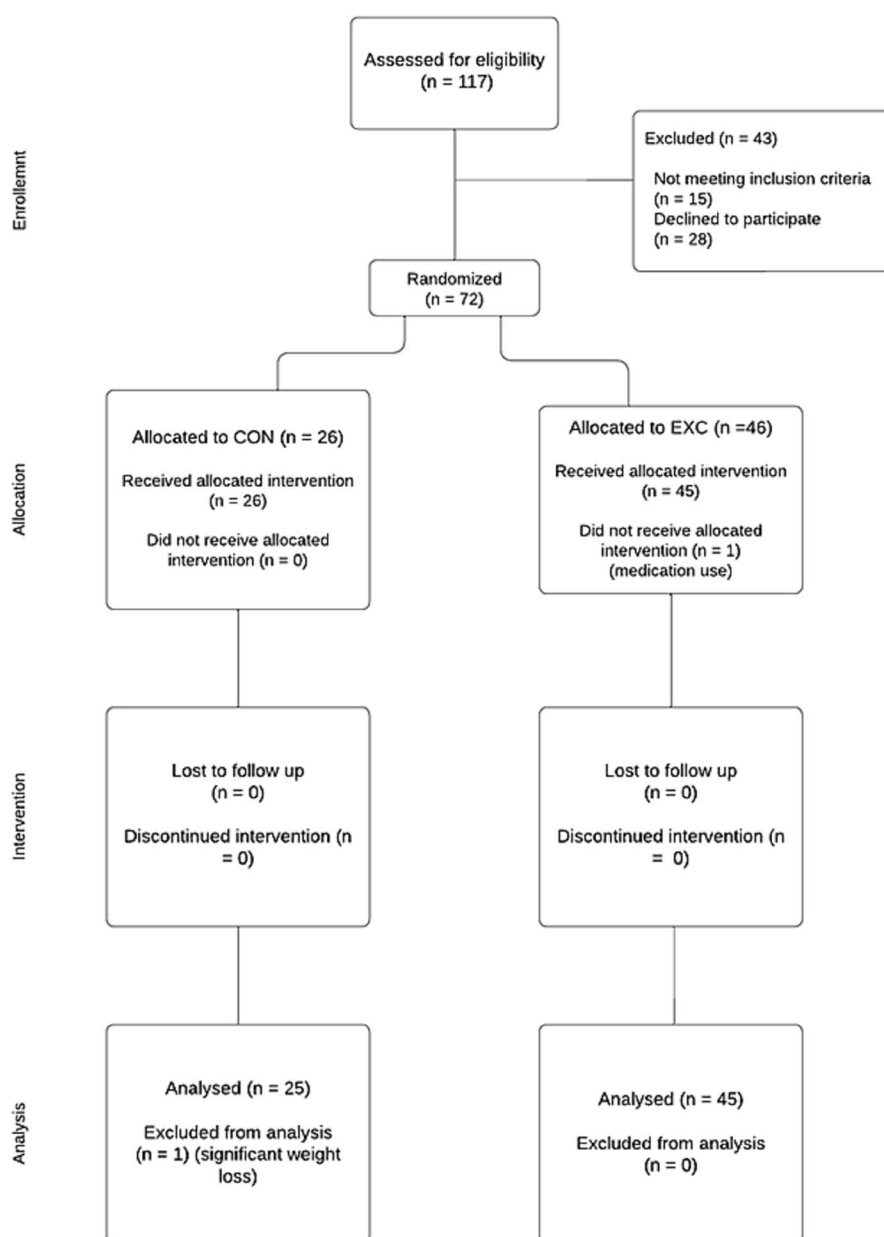 Assessed for eligibility
(n = 117)
Enrollemnt
Excluded (n = 43)
Not meeting inclusion criteria
(n = 15)
Declined to participate
(n = 28)
Randomized
(n = 72)
Allocation
Allocated to CON (n = 26)
Received allocated intervention
(n = 26)
Did not receive allocated
intervention (n = 0)
Allocated to EXC (n =46)
Received allocated intervention
(n = 45)
Did not receive allocated
intervention (n = 1)
(medication use)
Intervention
Lost to follow up
(n = 0)
Discontinued intervention (n
= 0)
Lost to follow up
(n = 0)
Discontinued intervention (n
= 0)
Analysis
Analysed (n = 25)
Excluded from analysis
(n = 1) (significant weight
loss)
Analysed (n = 45)
Excluded from analysis
(n = 0)